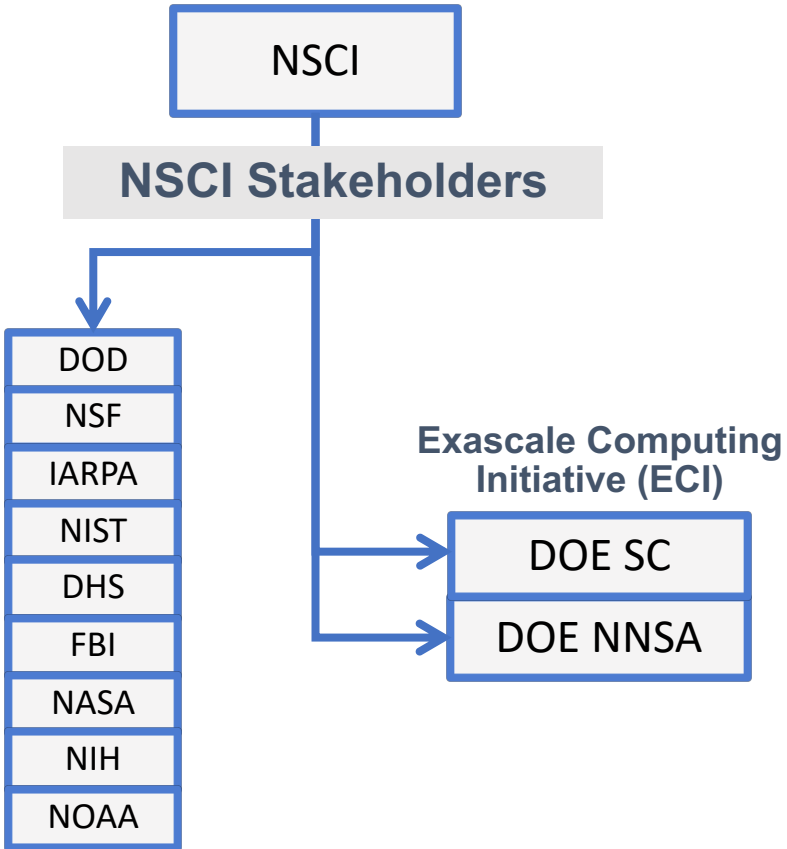 NSCI
NSCI Stakeholders
DOD
NSF
IARPA
NIST
DHS
FBI
NASA
NIH
NOAA
Exascale Computing
Initiative (ECI)
DOE SC
DOE NNSA